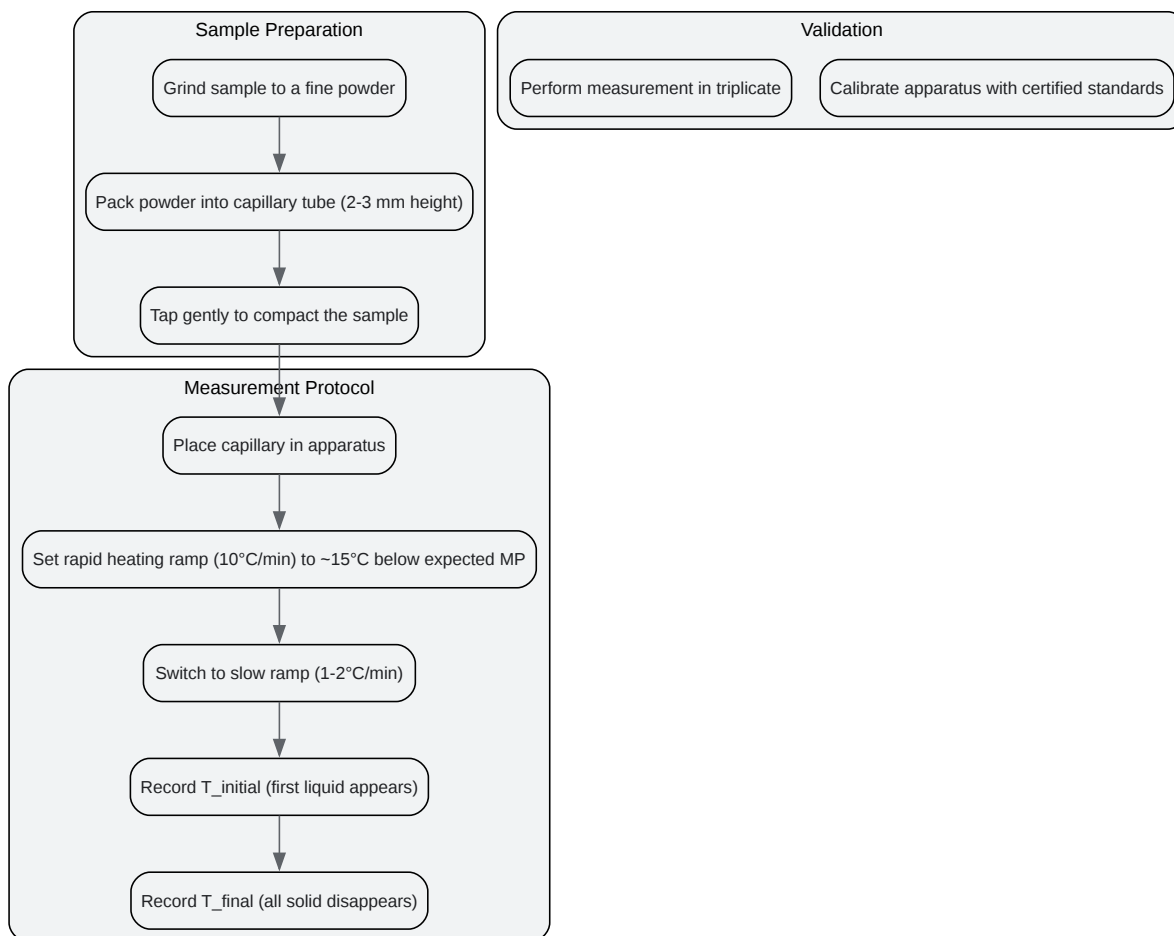 Sample Preparation
Grind sample to a fine powder
Pack powder into capillary tube (2-3 mm height)
Tap gently to compact the sample
Measurement Protocol
Place capillary in apparatus
Set rapid heating ramp (10°C/min) to ~15°C below expected MP
Switch to slow ramp (1-2°C/min)
Record T_initial (first liquid appears)
Record T_final (all solid disappears)
Validation
Perform measurement in triplicate
Calibrate apparatus with certified standards